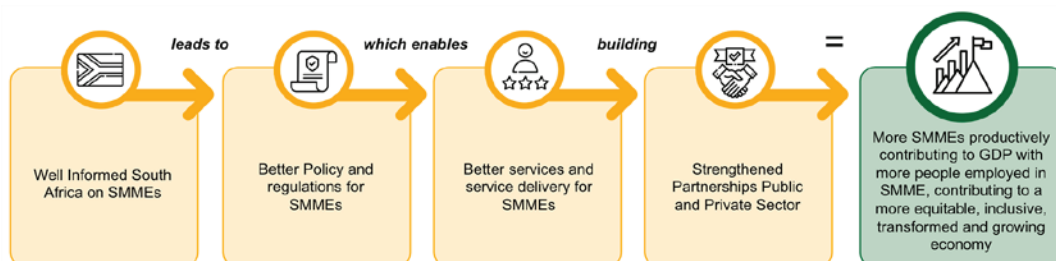 leads to
which enables
building
=
Well Informed South
Africa on SMMEs
Better Policy and
regulations for
SMMEs
Better services and
service delivery for
SMMEs
Strengthened
Partnerships Public
and Private Sector
More SMMEs productively
contributing to GDP with
more people employed in
SMME, contributing to a
more equitable, inclusive,
transformed and growing
economy